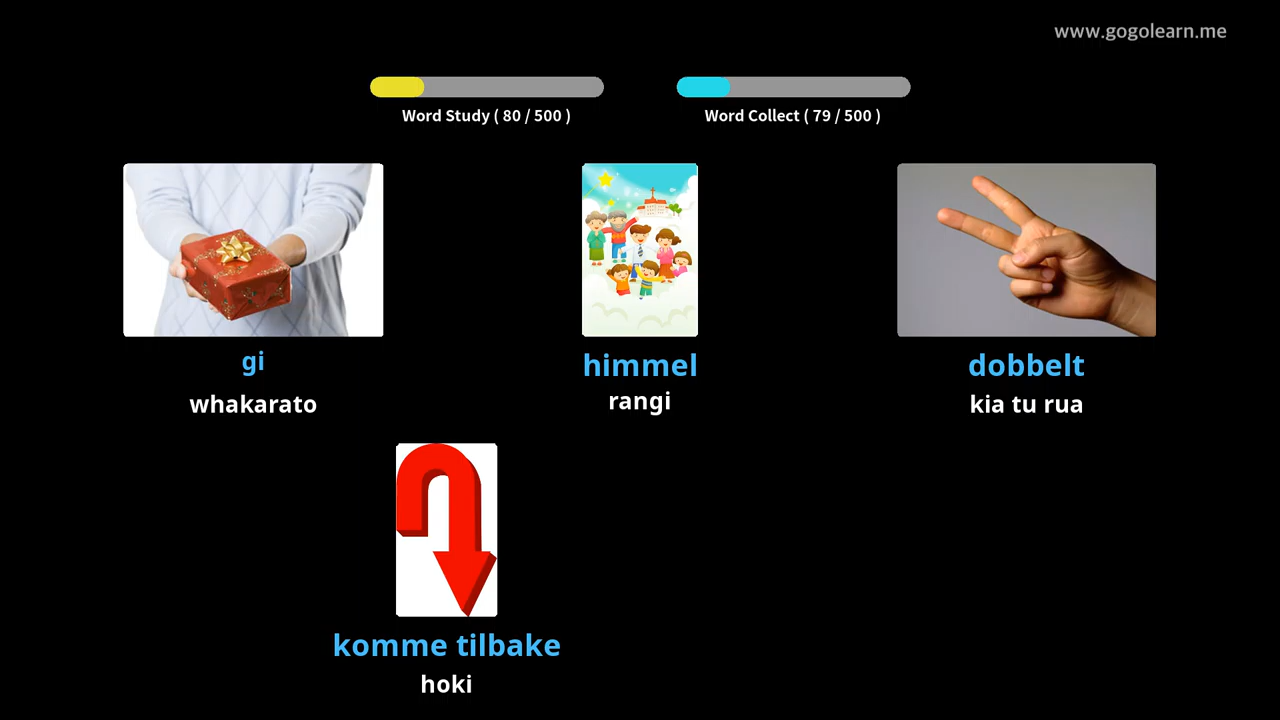 www.gogolearn.me
Word Study ( 80 / 500 )
Word Collect ( 79 / 500 )
gi
whakarato
himmel
rangi
dobbelt
kia tu rua
komme tilbake
hoki